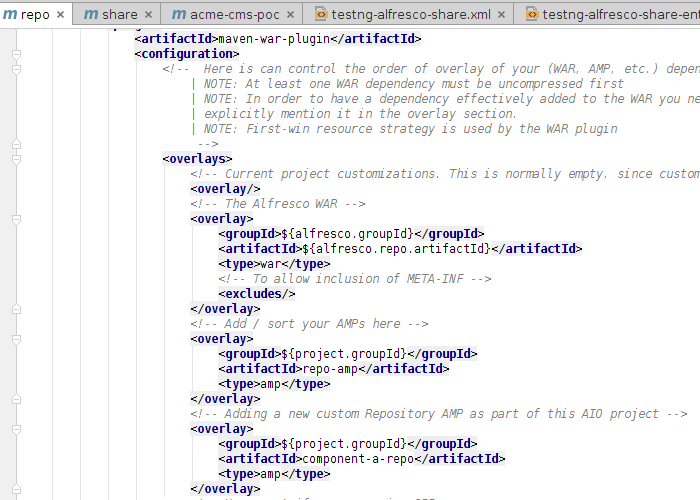 m repo × m share × m acme-cms-poc × testng-alfresco-share.xml × testng-alfresco-share-ent
<artifactId>maven-war-plugin</artifactId>
<configuration>
<!-- Here is can control the order of overlay of your (WAR, AMP, etc.) depen
| NOTE: At least one WAR dependency must be uncompressed first
| NOTE: In order to have a dependency effectively added to the WAR you ne
| explicitly mention it in the overlay section.
| NOTE: First-win resource strategy is used by the WAR plugin
-->
<overlays>
<!-- Current project customizations. This is normally empty, since custom
<overlay/>
<!-- The Alfresco WAR -->
<overlay>
<groupId>${alfresco.groupId}</groupId>
<artifactId>${alfresco.repo.artifactId}</artifactId>
<type>war</type>
<!-- To allow inclusion of META-INF -->
<excludes/>
</overlay>
<!-- Add / sort your AMPs here -->
<overlay>
<groupId>${project.groupId}</groupId>
<artifactId>repo-amp</artifactId>
<type>amp</type>
</overlay>
<!-- Adding a new custom Repository AMP as part of this AIO project -->
<overlay>
<groupId>${project.groupId}</groupId>
<artifactId>component-a-repo</artifactId>
<type>amp</type>
</overlay>